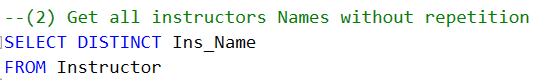 --(2) Get all instructors Names without repetition
SELECT DISTINCT Ins_Name
FROM Instructor